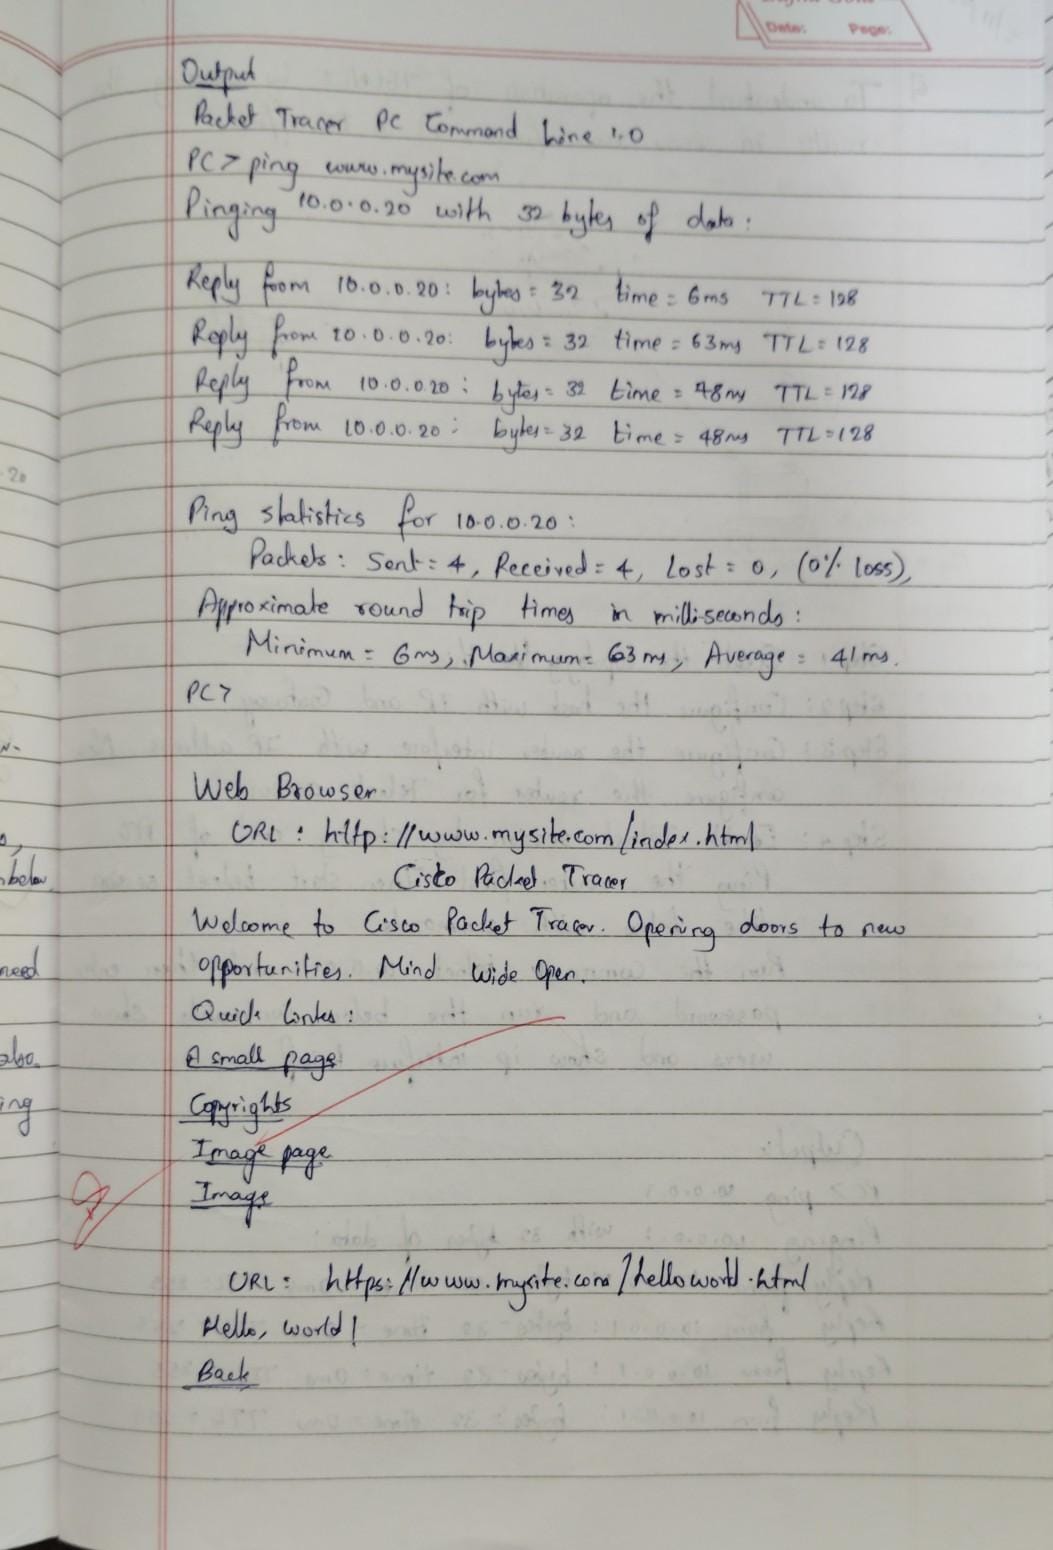 Date: Page:
Output
Packet Tracer PC Command Line 1.0
PC> ping www.mysite.com
Pinging 10.0.0.20 with 32 bytes of data:
Reply from 10.0.0.20: bytes = 32 time = 6ms TTL = 128
Reply from 10.0.0.20: bytes = 32 time = 63ms TTL = 128
Reply from 10.0.0.20: bytes = 32 time = 48ms TTL = 128
Reply from 10.0.0.20: bytes = 32 time = 48ms TTL = 128
Ping statistics for 10.0.0.20:
Packets: Sent = 4, Received = 4, Lost = 0, (0% loss),
Approximate round trip times in milli-seconds:
Minimum = 6ms, Maximum = 63ms, Average = 41ms.
PC>
Web Browser
URL: http://www.mysite.com/index.html
Cisco Packet Tracer
Welcome to Cisco Packet Tracer. Opening doors to new
opportunities. Mind Wide Open.
Quick Links:
A small page
Copyrights
Image page
Image
URL: https://www.mysite.com/helloworld.html
Hello, world!
Back
below
need
also
ing